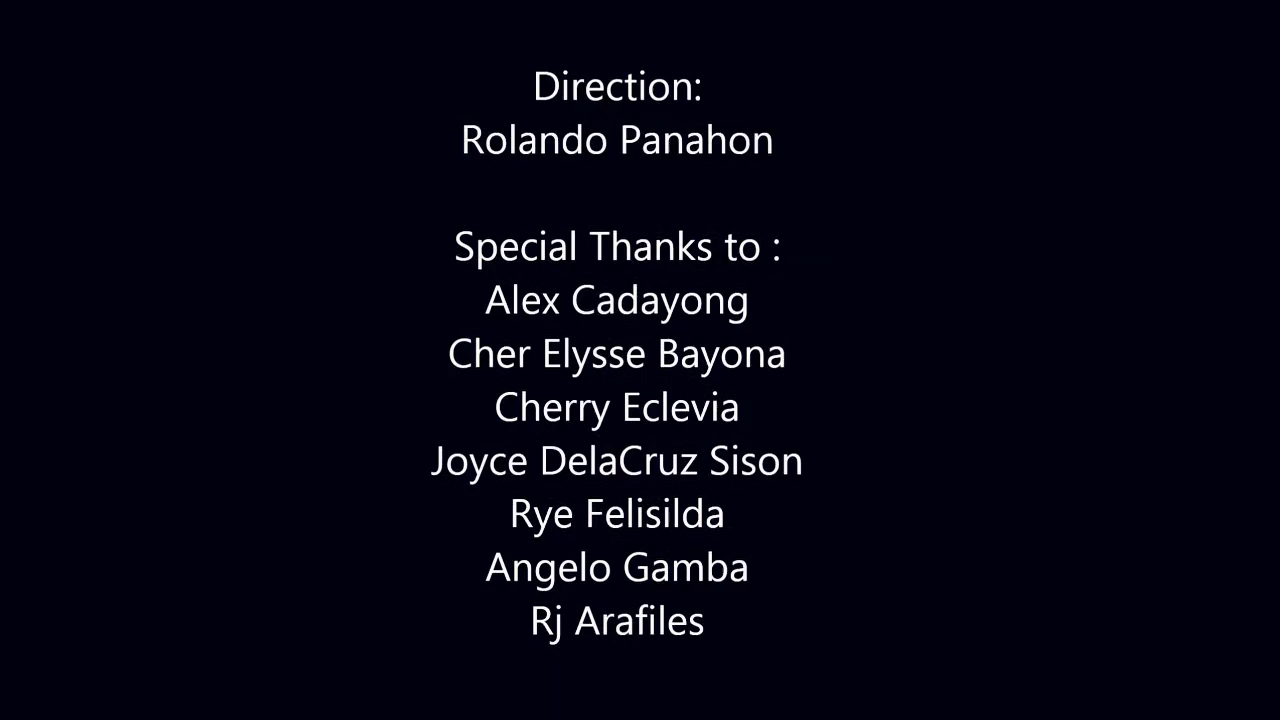 Direction:
Rolando Panahon
Special Thanks to :
Alex Cadayong
Cher Elysse Bayona
Cherry Eclevia
Joyce DelaCruz Sison
Rye Felisilda
Angelo Gamba
Rj Arafiles